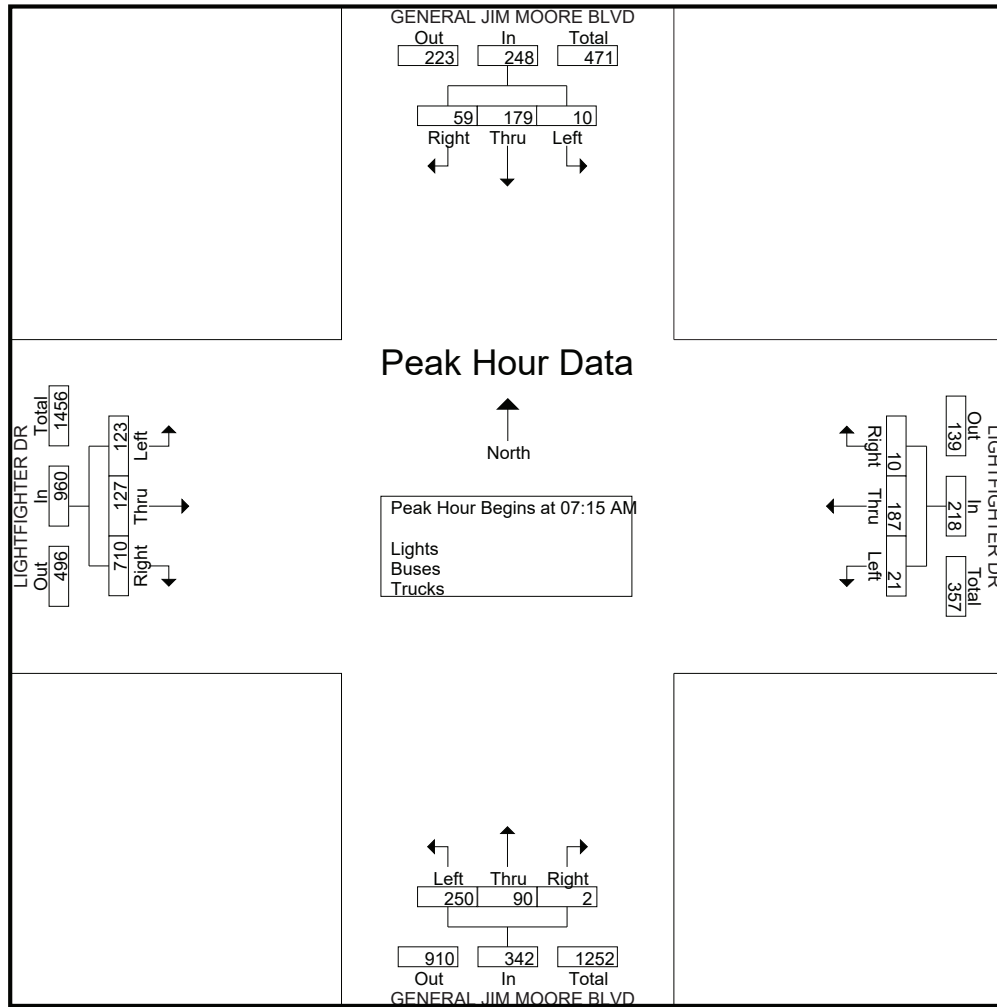 GENERAL JIM MOORE BLVD
Out In Total
223 248 471
59 179 10
Right Thru Left
Peak Hour Data
North
Peak Hour Begins at 07:15 AM
Lights
Buses
Trucks
LIGHTFIGHTER DR
Out In Total
496 960 1456
710 127 123
Right Thru Left
LIGHTFIGHTER DR
Out In Total
139 218 357
10 187 21
Right Thru Left
Left Thru Right
250 90 2
910 342 1252
Out In Total
GENERAL JIM MOORE BLVD